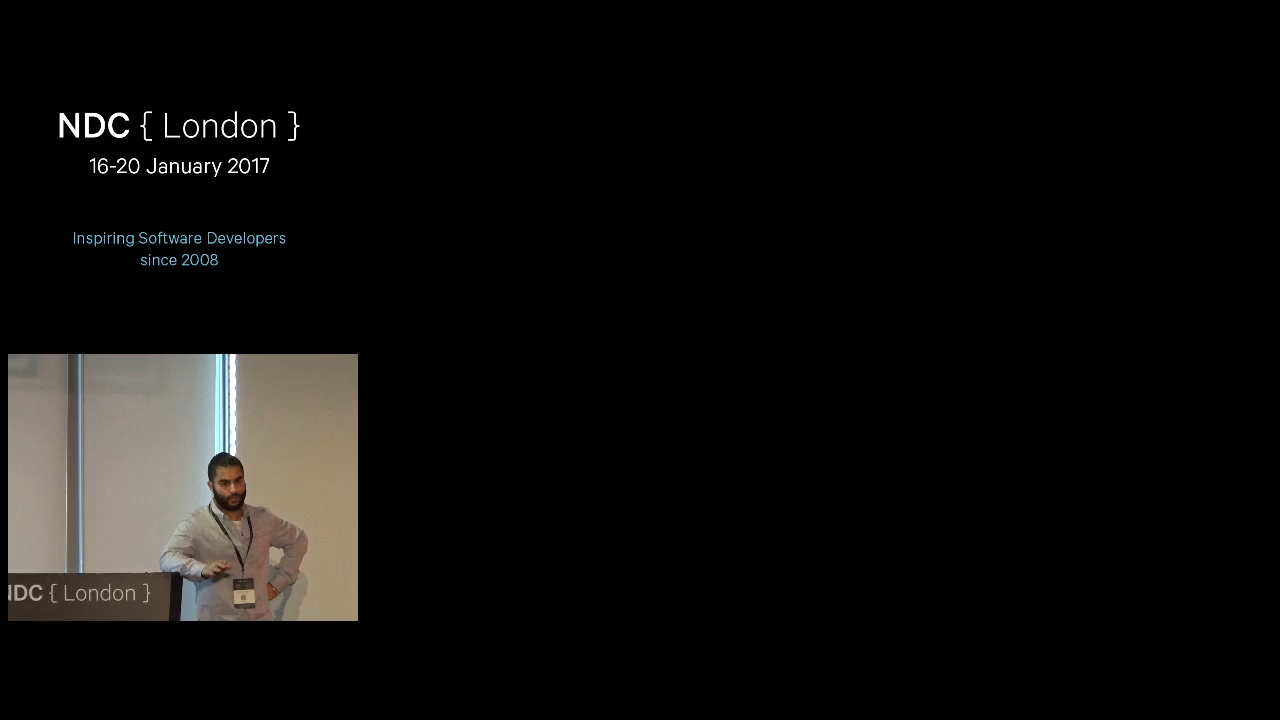 NDC { London }
16-20 January 2017
Inspiring Software Developers
since 2008
NDC { London }